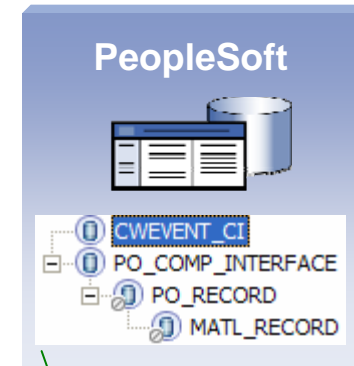 PeopleSoft
CWEVENT_CI
PO_COMP_INTERFACE
PO_RECORD
MATL_RECORD